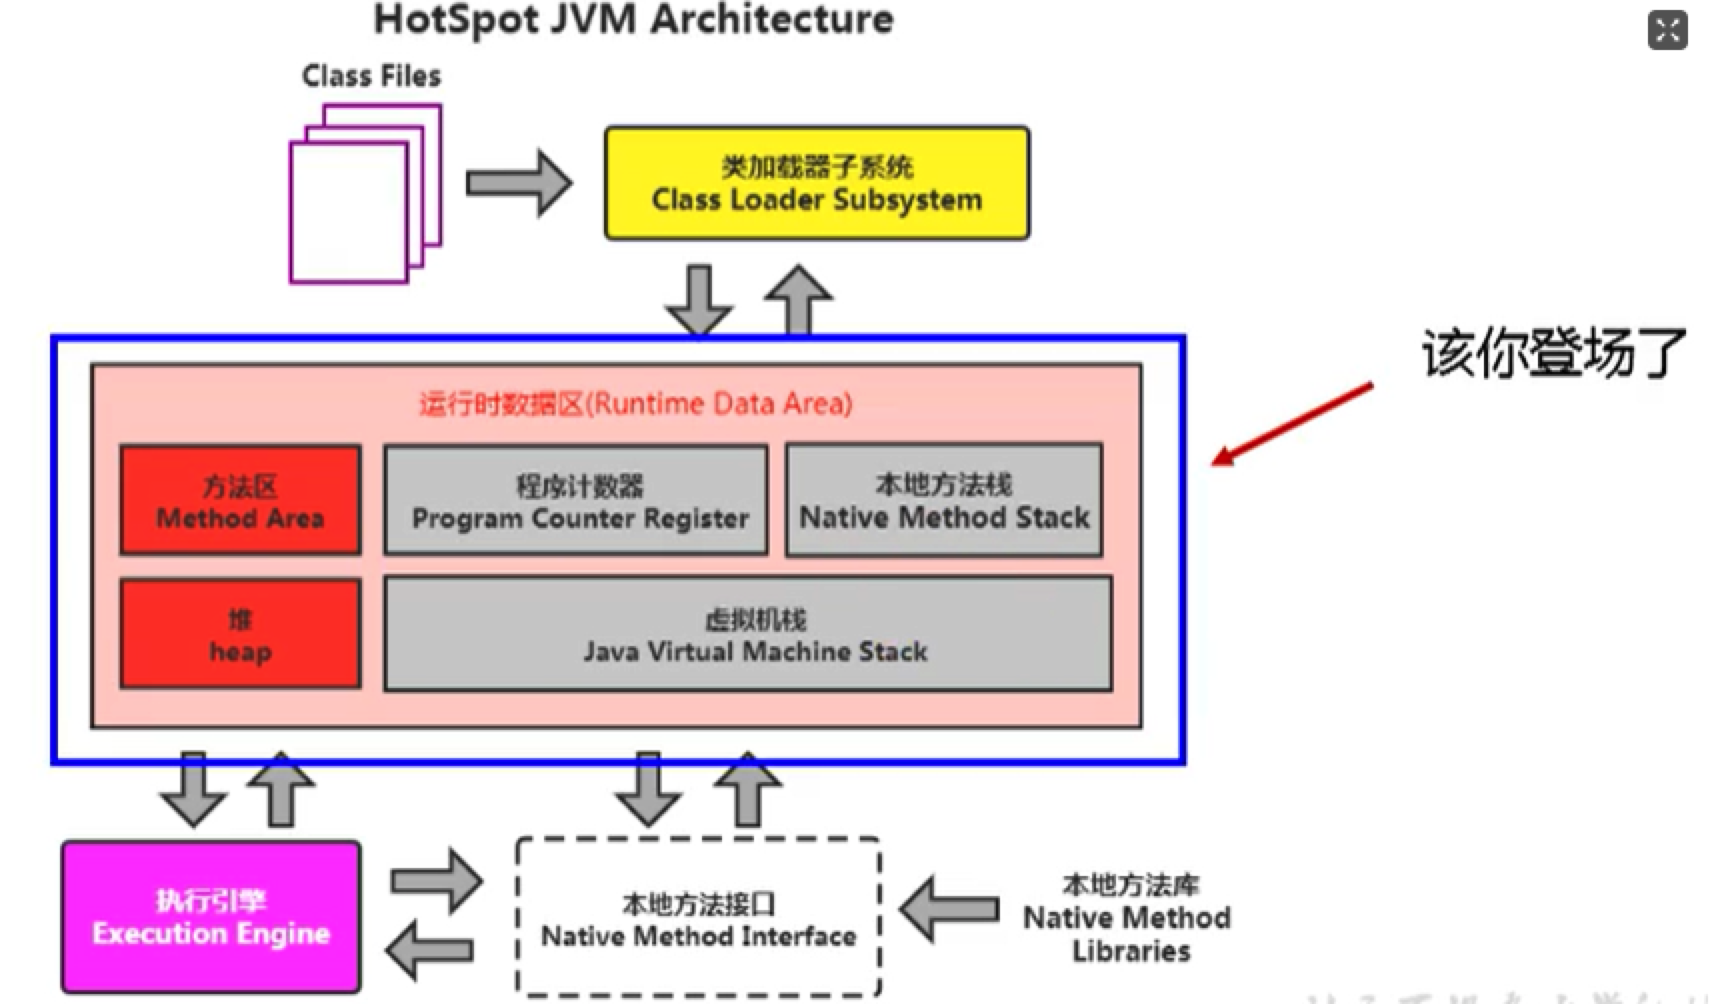 HotSpot JVM Architecture
Class Files
类加载器子系统
Class Loader Subsystem
该你登场了
运行时数据区(Runtime Data Area)
方法区
Method Area
程序计数器
Program Counter Register
本地方法栈
Native Method Stack
堆
heap
虚拟机栈
Java Virtual Machine Stack
执行引擎
Execution Engine
本地方法接口
Native Method Interface
本地方法库
Native Method
Libraries